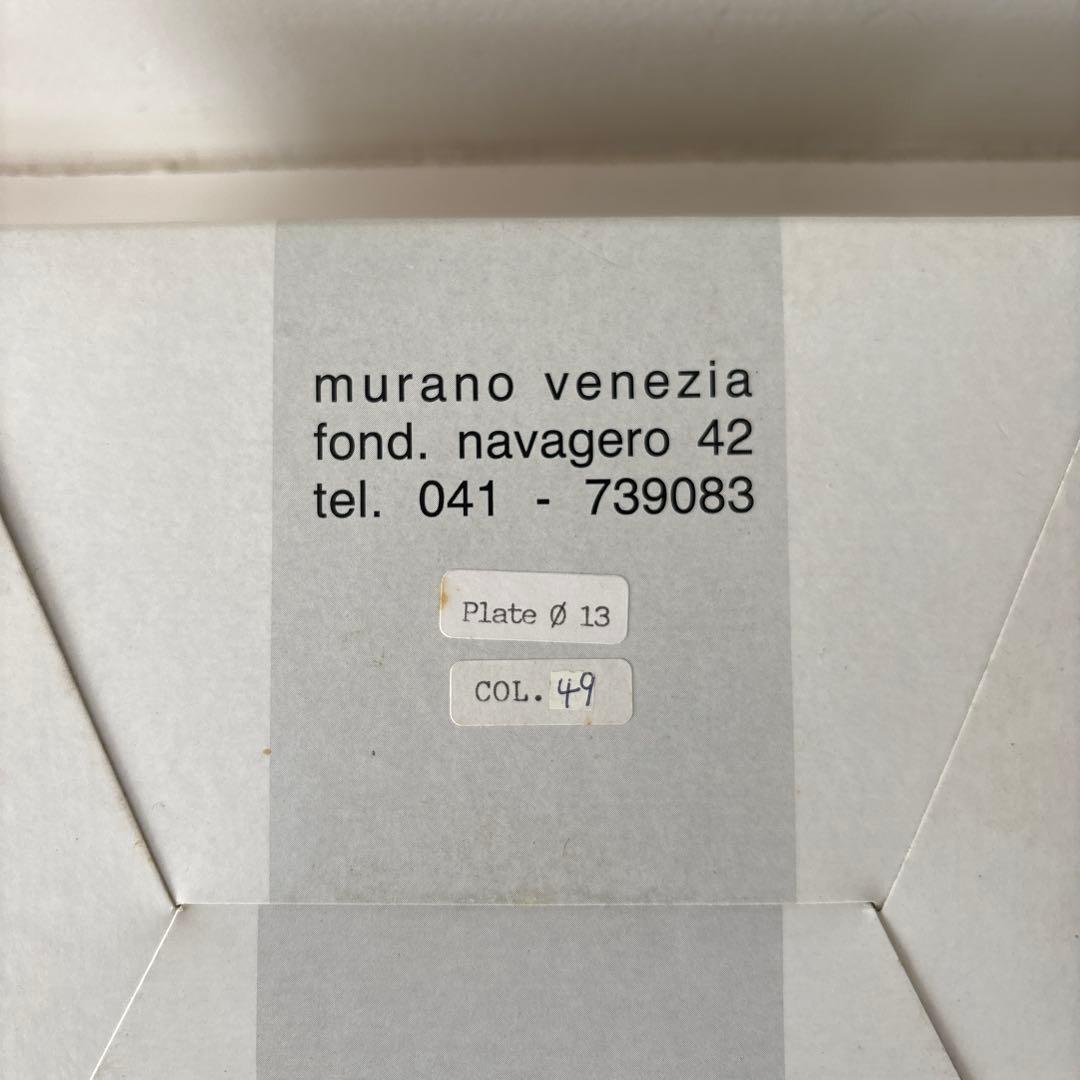 murano venezia
fond. navagero 42
tel. 041 - 739083
Plate Ø 13
COL. 49